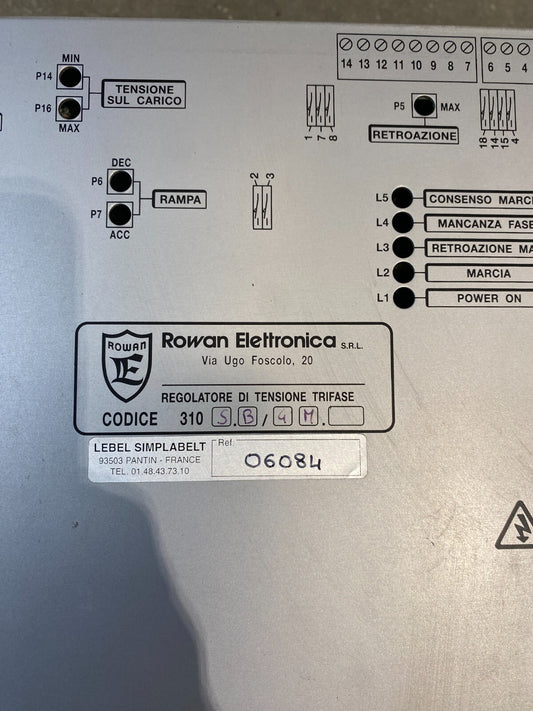 MIN
P14
P16
MAX
TENSIONE
SUL CARICO
14 13 12 11 10 9 8 7
6 5 4
1 7 8
P5
MAX
RETROAZIONE
18 14 15 4
DEC
P6
P7
ACC
RAMPA
2 3
L5
CONSENSO MARCI
L4
MANCANZA FASE
L3
RETROAZIONE MA
L2
MARCIA
L1
POWER ON
ROWAN
E
Rowan Elettronica S.R.L.
Via Ugo Foscolo, 20
REGOLATORE DI TENSIONE TRIFASE
CODICE 310 S.B/4M.
LEBEL SIMPLABELT
93503 PANTIN - FRANCE
TEL. 01.48.43.73.10
Ref.
06084